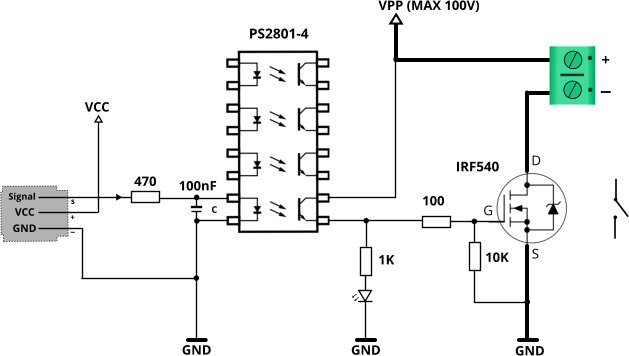 VPP (MAX 100V)
PS2801-4
+
−
VCC
IRF540
D
470
100nF
Signal
s
VCC
+
GND
−
C
100
G
S
1K
10K
GND
GND
GND